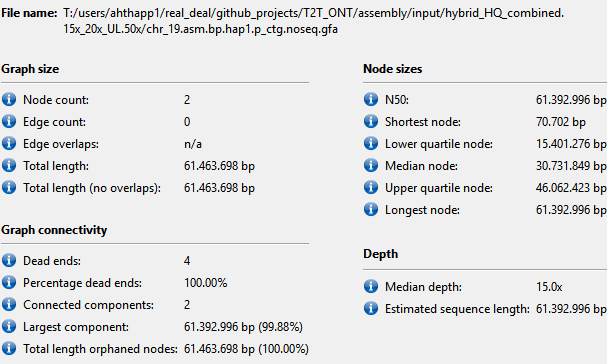 File name: T:/users/ahthapp1/real_deal/github_projects/T2T_ONT/assembly/input/hybrid_HQ_combined.
15x_20x_UL.50x/chr_19.asm.bp.hap1.p_ctg.noseq.gfa
Graph size
Node count: 2
Edge count: 0
Edge overlaps: n/a
Total length: 61.463.698 bp
Total length (no overlaps): 61.463.698 bp
Graph connectivity
Dead ends: 4
Percentage dead ends: 100.00%
Connected components: 2
Largest component: 61.392.996 bp (99.88%)
Total length orphaned nodes: 61.463.698 bp (100.00%)
Node sizes
N50: 61.392.996 bp
Shortest node: 70.702 bp
Lower quartile node: 15.401.276 bp
Median node: 30.731.849 bp
Upper quartile node: 46.062.423 bp
Longest node: 61.392.996 bp
Depth
Median depth: 15.0x
Estimated sequence length: 61.392.996 bp